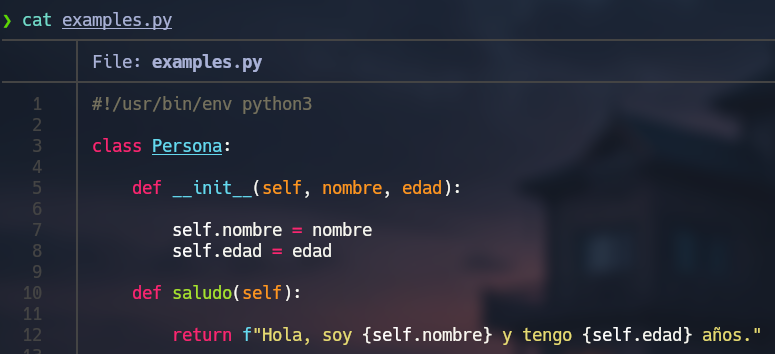 ❯ cat examples.py
File: examples.py
1 #!/usr/bin/env python3
2
3 class Persona:
4
5     def __init__(self, nombre, edad):
6
7         self.nombre = nombre
8         self.edad = edad
9
10     def saludo(self):
11
12         return f"Hola, soy {self.nombre} y tengo {self.edad} años."
13